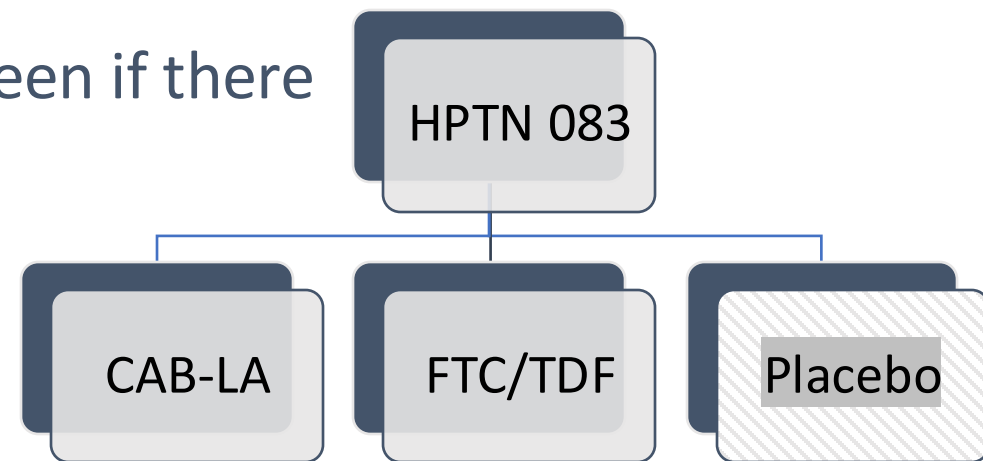 een if there
HPTN 083
CAB-LA
FTC/TDF
Placebo